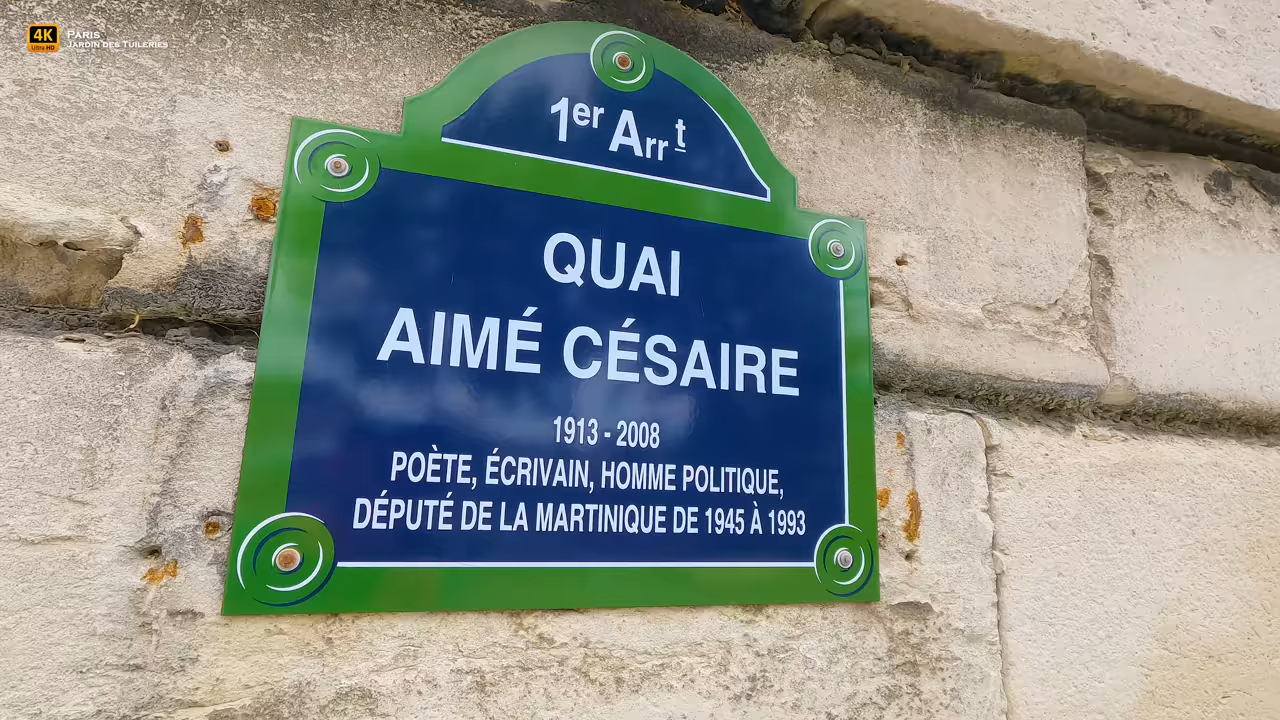 4K
Ultra HD
PARIS
JARDIN DES TUILERIES
1er Arrt
QUAI
AIMÉ CÉSAIRE
1913 - 2008
POÈTE, ÉCRIVAIN, HOMME POLITIQUE,
DÉPUTÉ DE LA MARTINIQUE DE 1945 À 1993